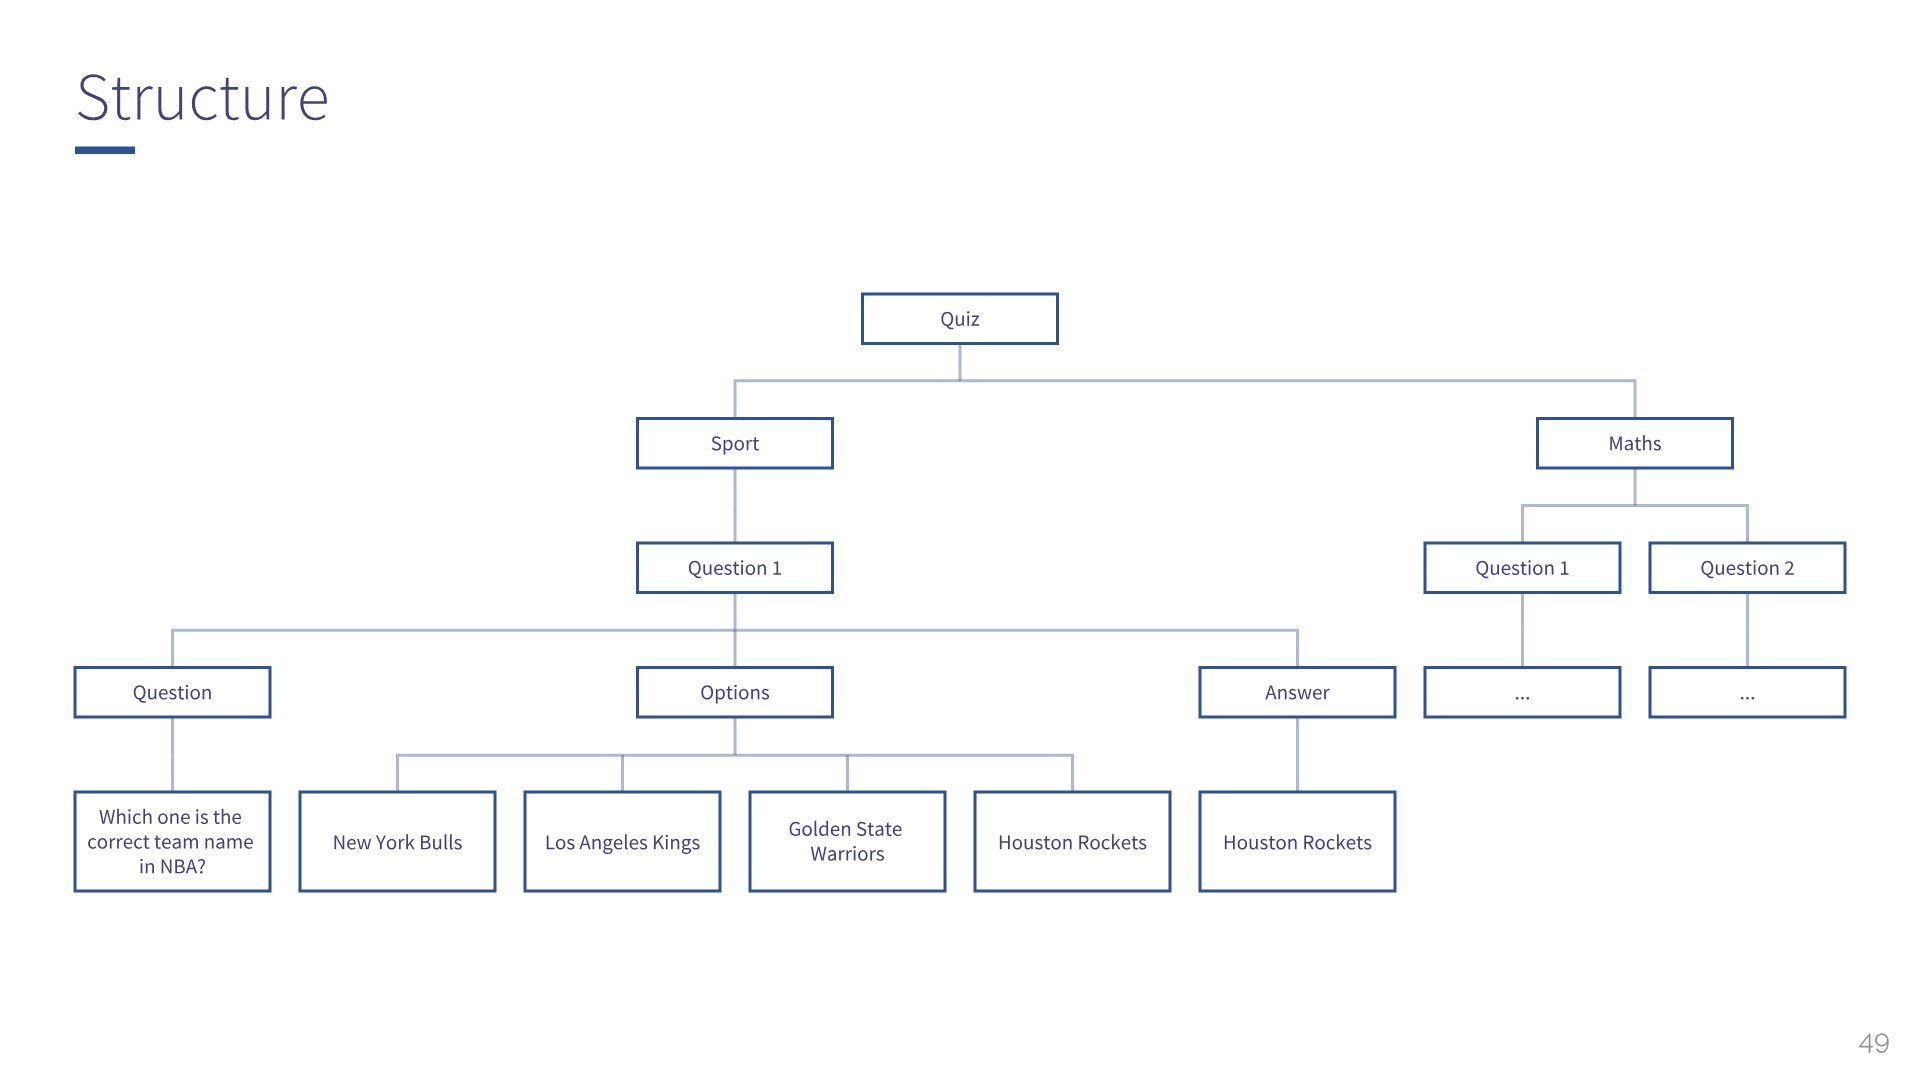 Structure
Quiz
Sport
Maths
Question 1
Question 1
Question 2
Question
Options
Answer
...
...
Which one is the
correct team name
in NBA?
New York Bulls
Los Angeles Kings
Golden State
Warriors
Houston Rockets
Houston Rockets
49